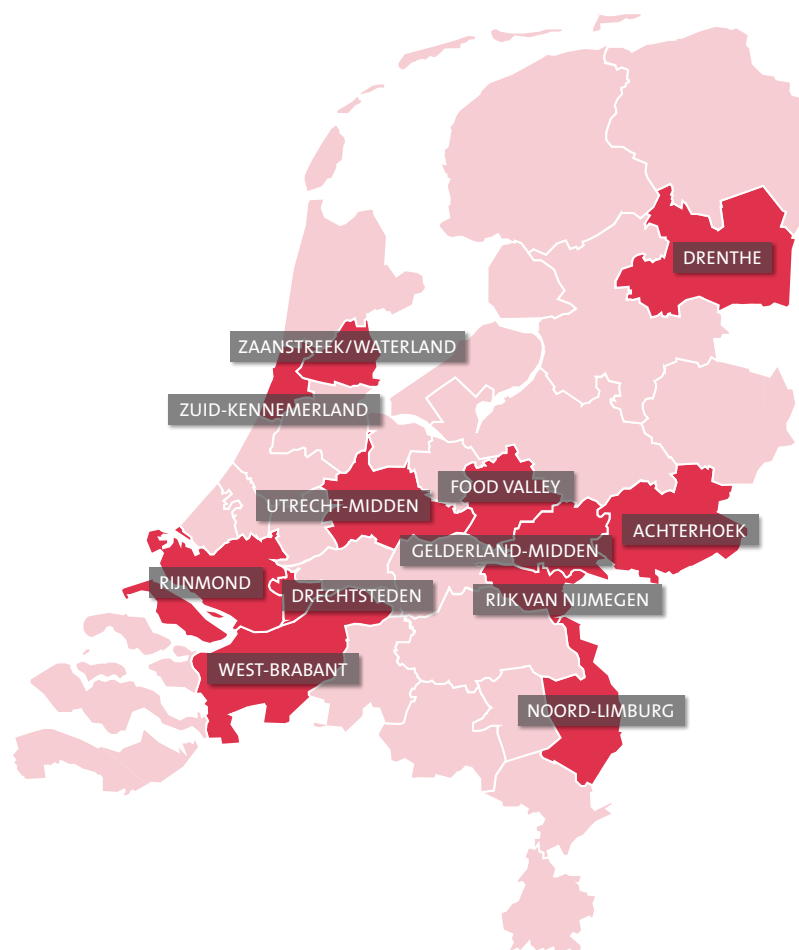 DRENTHE
ZAANSTREEK/WATERLAND
ZUID-KENNEMERLAND
FOOD VALLEY
UTRECHT-MIDDEN
ACHTERHOEK
GELDERLAND-MIDDEN
RIJNMOND
DRECHTSTEDEN
RIJK VAN NIJMEGEN
WEST-BRABANT
NOORD-LIMBURG